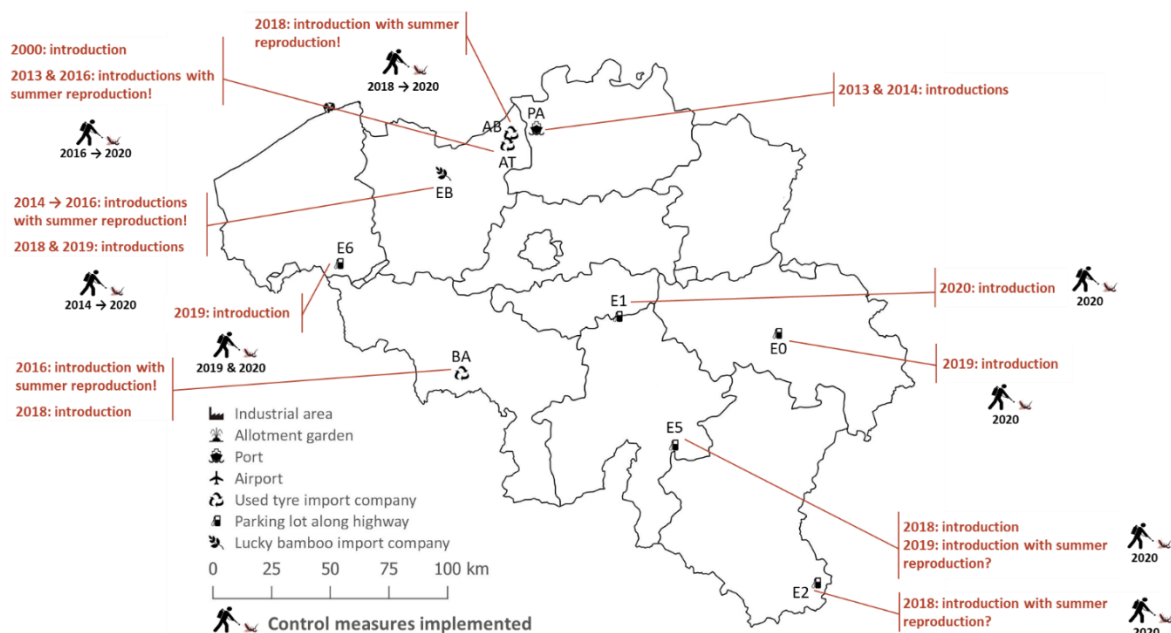 2018: introduction with summer
reproduction!
2018 → 2020
2000: introduction
2013 & 2016: introductions with
summer reproduction!
2016 → 2020
2013 & 2014: introductions
PA
AB
AT
EB
2014 → 2016: introductions
with summer reproduction!
2018 & 2019: introductions
2014 → 2020
E6
2019: introduction
2019 & 2020
E1
2020: introduction
2020
E0
2019: introduction
2020
BA
2016: introduction with
summer reproduction!
2018: introduction
E5
2018: introduction
2019: introduction with summer
reproduction?
2020
E2
2018: introduction with summer
reproduction?
2020
Industrial area
Allotment garden
Port
Airport
Used tyre import company
Parking lot along highway
Lucky bamboo import company
0 25 50 75 100 km
Control measures implemented